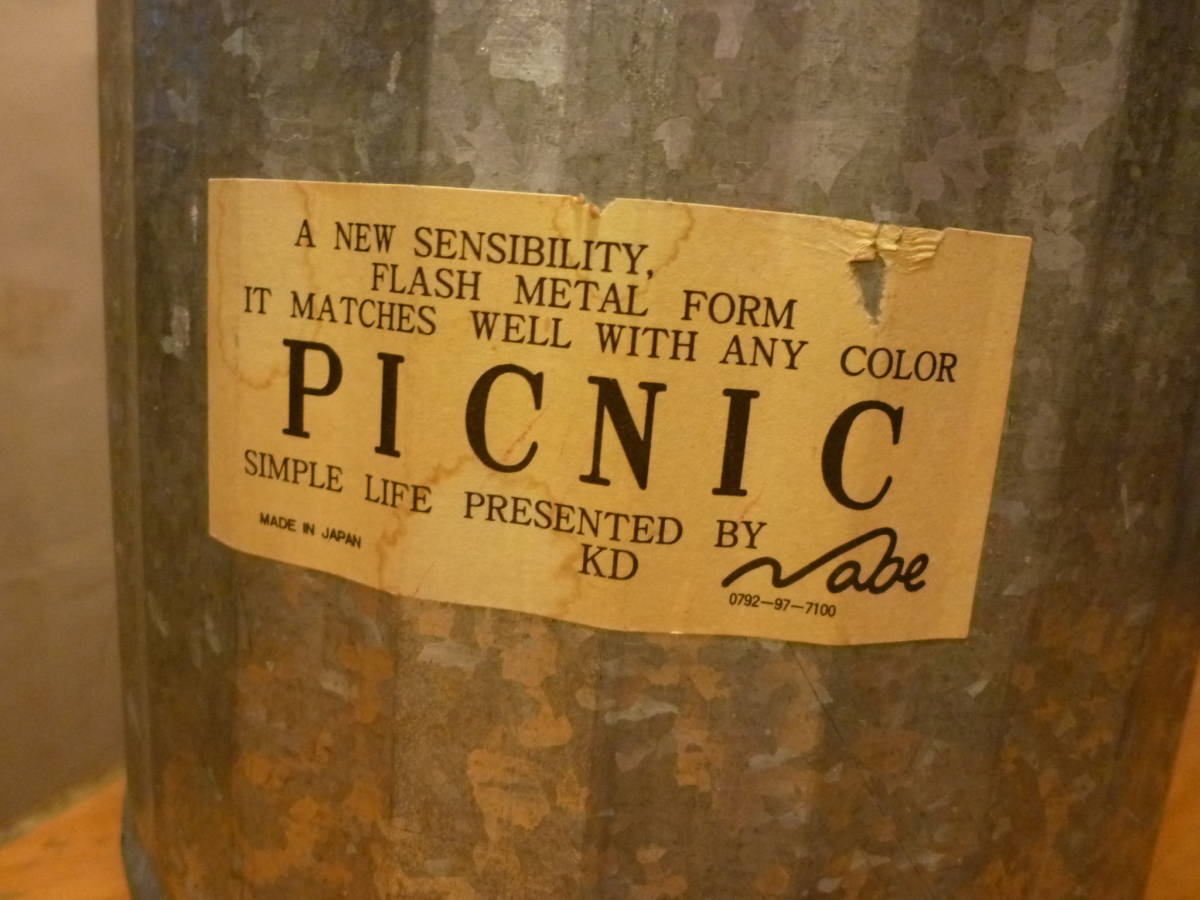 A NEW SENSIBILITY,
FLASH METAL FORM
IT MATCHES WELL WITH ANY COLOR
PICNIC
SIMPLE LIFE PRESENTED BY
MADE IN JAPAN
KD Nabe
0792-97-7100